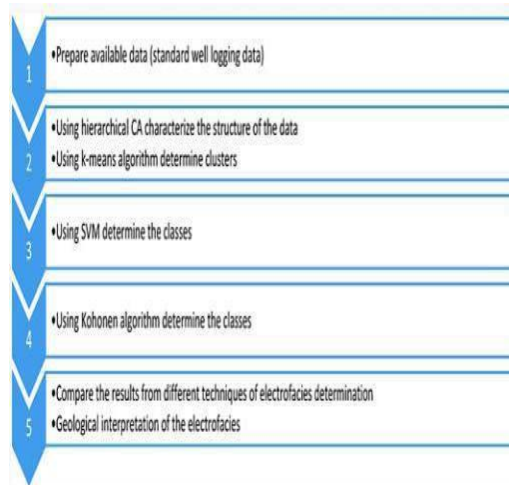 1
•Prepare available data (standard well logging data)
2
•Using hierarchical CA characterize the structure of the data
•Using k-means algorithm determine clusters
3
•Using SVM determine the classes
4
•Using Kohonen algorithm determine the classes
5
•Compare the results from different techniques of electrofacies determination
•Geological interpretation of the electrofacies